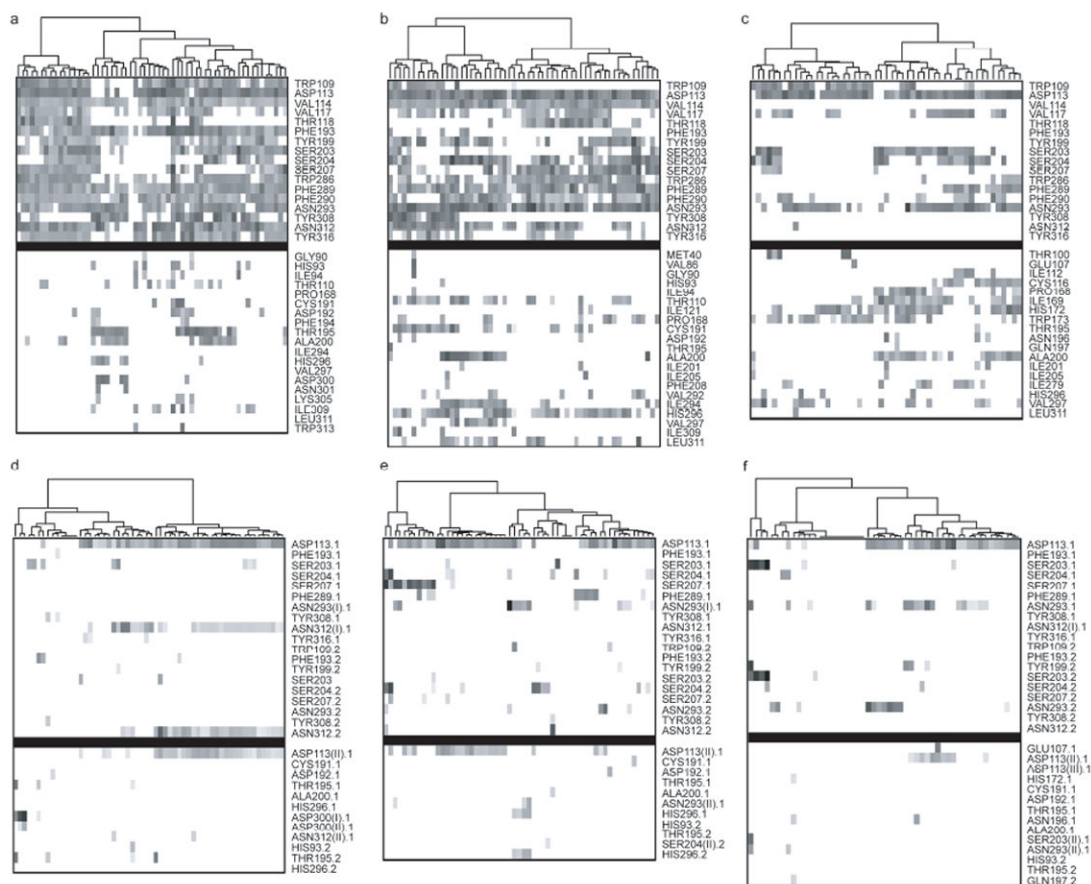 a
TRP109
ASP113
VAL114
VAL117
THR118
PHE193
TYR199
SER203
SER204
SER207
TRP286
PHE289
PHE290
ASN293
TYR308
ASN312
TYR316
GLY90
HIS93
ILE94
THR110
PRO168
CYS191
ASP192
PHE194
THR195
ALA200
ILE294
HIS296
VAL297
ASP300
ASN301
LYS305
ILE309
LEU311
TRP313
b
TRP109
ASP113
VAL114
VAL117
THR118
PHE193
TYR199
SER203
SER204
SER207
TRP286
PHE289
PHE290
ASN293
TYR308
ASN312
TYR316
MET40
VAL86
GLY90
HIS93
ILE94
THR110
ILE121
PRO168
CYS191
ASP192
THR195
ALA200
ILE201
ILE205
PHE208
VAL292
ILE294
HIS296
VAL297
ILE309
LEU311
c
TRP109
ASP113
VAL114
VAL117
THR118
PHE193
TYR199
SER203
SER204
SER207
TRP286
PHE289
PHE290
ASN293
TYR308
ASN312
TYR316
THR100
GLU107
ILE112
CYS116
PRO168
ILE169
HIS172
TRP173
THR195
ASN196
GLN197
ALA200
ILE201
ILE205
ILE279
HIS296
VAL297
LEU311
d
ASP113.1
PHE193.1
SER203.1
SER204.1
SER207.1
PHE289.1
ASN293(I).1
TYR308.1
ASN312(I).1
TYR316.1
TRP109.2
PHE193.2
TYR199.2
SER203
SER204.2
SER207.2
ASN293.2
TYR308.2
ASN312.2
ASP113(II).1
CYS191.1
ASP192.1
THR195.1
ALA200.1
HIS296.1
ASP300(I).1
ASP300(II).1
ASN312(II).1
HIS93.2
THR195.2
HIS296.2
e
ASP113.1
PHE193.1
SER203.1
SER204.1
SER207.1
PHE289.1
ASN293(I).1
TYR308.1
ASN312.1
TYR316.1
TRP109.2
PHE193.2
TYR199.2
SER203.2
SER204.2
SER207.2
ASN293.2
TYR308.2
ASN312.2
ASP113(II).1
CYS191.1
ASP192.1
THR195.1
ALA200.1
ASN293(II).1
HIS296.1
HIS93.2
THR195.2
SER204(II).2
HIS296.2
f
ASP113.1
PHE193.1
SER203.1
SER204.1
SER207.1
PHE289.1
ASN293.1
TYR308.1
ASN312(I).1
TYR316.1
TRP109.2
PHE193.2
TYR199.2
SER203.2
SER204.2
SER207.2
ASN293.2
TYR308.2
ASN312.2
GLU107.1
ASP113(II).1
ASP113(III).1
HIS172.1
CYS191.1
ASP192.1
THR195.1
ASN196.1
ALA200.1
SER203(II).1
ASN293(II).1
HIS93.2
THR195.2
GLN197.2